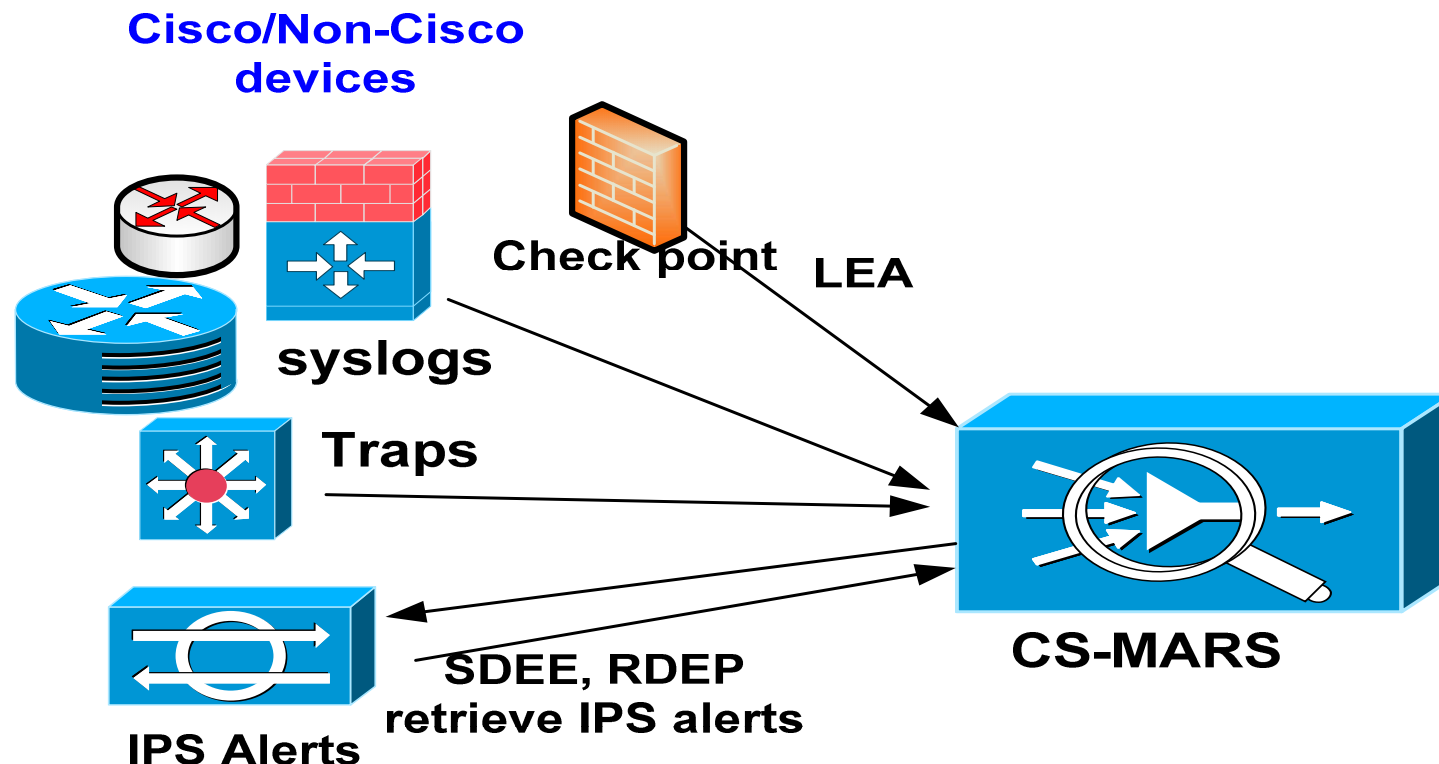 Cisco/Non-Cisco
devices
Check point
LEA
syslogs
Traps
CS-MARS
SDEE, RDEP
retrieve IPS alerts
IPS Alerts